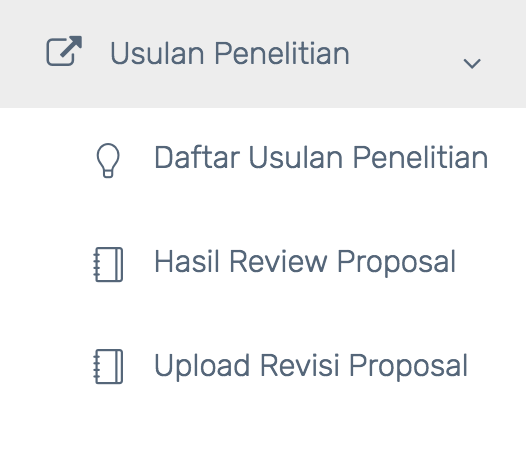 Usulan Penelitian
Daftar Usulan Penelitian
Hasil Review Proposal
Upload Revisi Proposal